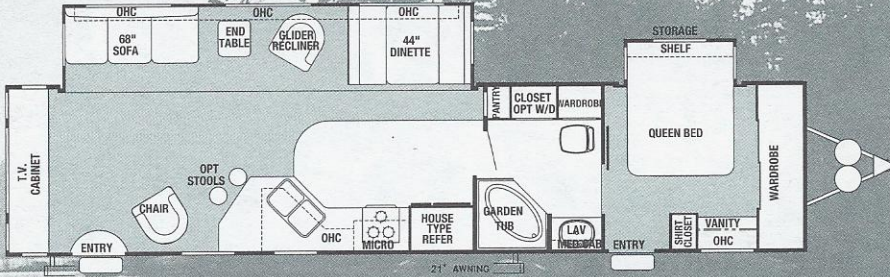 OHC
OHC
OHC
68"
SOFA
END
TABLE
GLIDER
RECLINER
44"
DINETTE
STORAGE
SHELF
PANTRY
CLOSET
OPT W/D
WARDROBE
QUEEN BED
WARDROBE
T.V.
CABINET
OPT
STOOLS
CHAIR
ENTRY
OHC
MICRO
HOUSE
TYPE
REFER
GARDEN
TUB
LAV
MED CAB
ENTRY
SHIRT
CLOSET
VANITY
OHC
21' AWNING